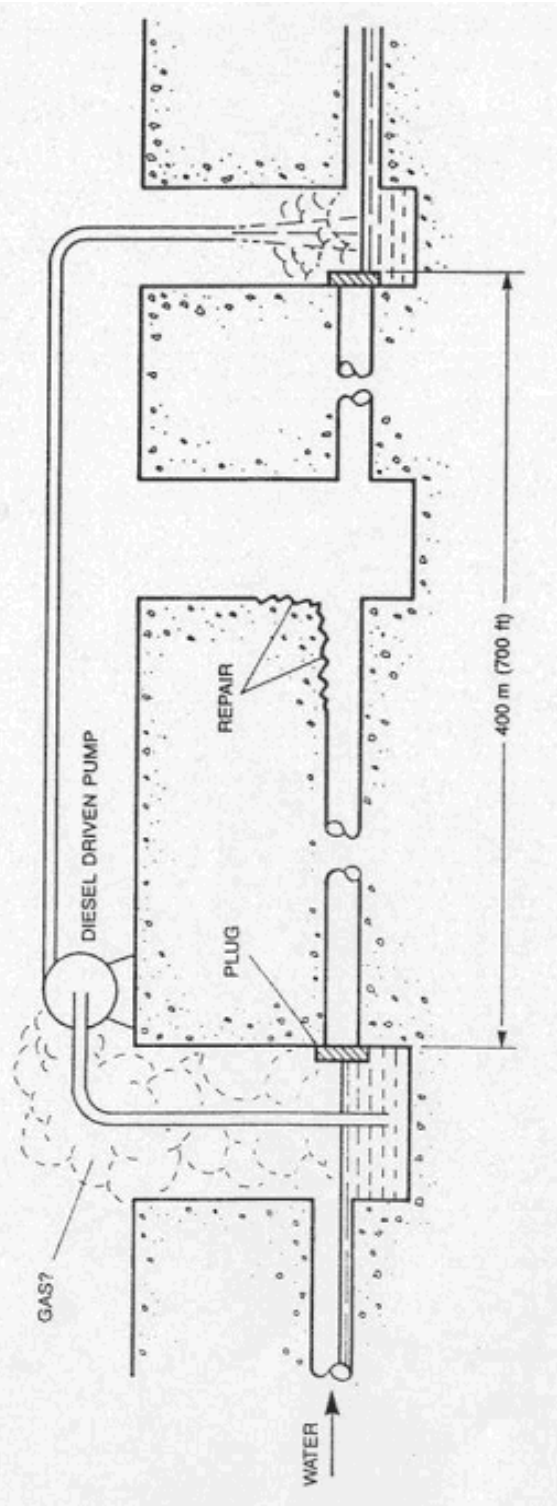 WATER
GAS?
DIESEL DRIVEN PUMP
PLUG
REPAIR
400 m (700 ft)